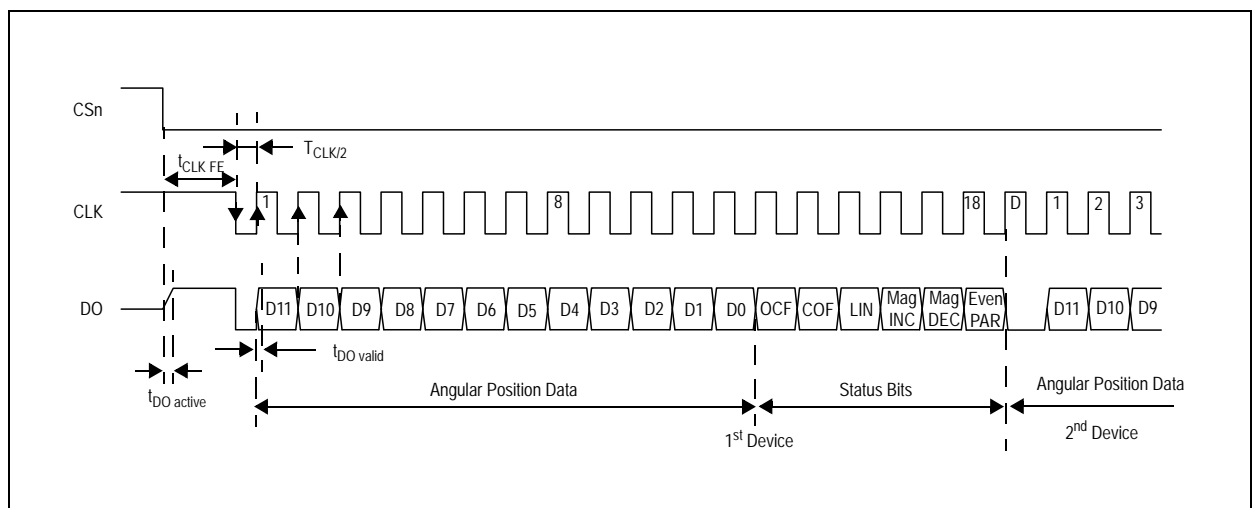 CSn
T_CLK/2
t_CLK FE
CLK
1
8
18
D
1
2
3
DO
D11
D10
D9
D8
D7
D6
D5
D4
D3
D2
D1
D0
OCF
COF
LIN
Mag
INC
Mag
DEC
Even
PAR
D11
D10
D9
t_DO valid
t_DO active
Angular Position Data
Status Bits
Angular Position Data
1st Device
2nd Device